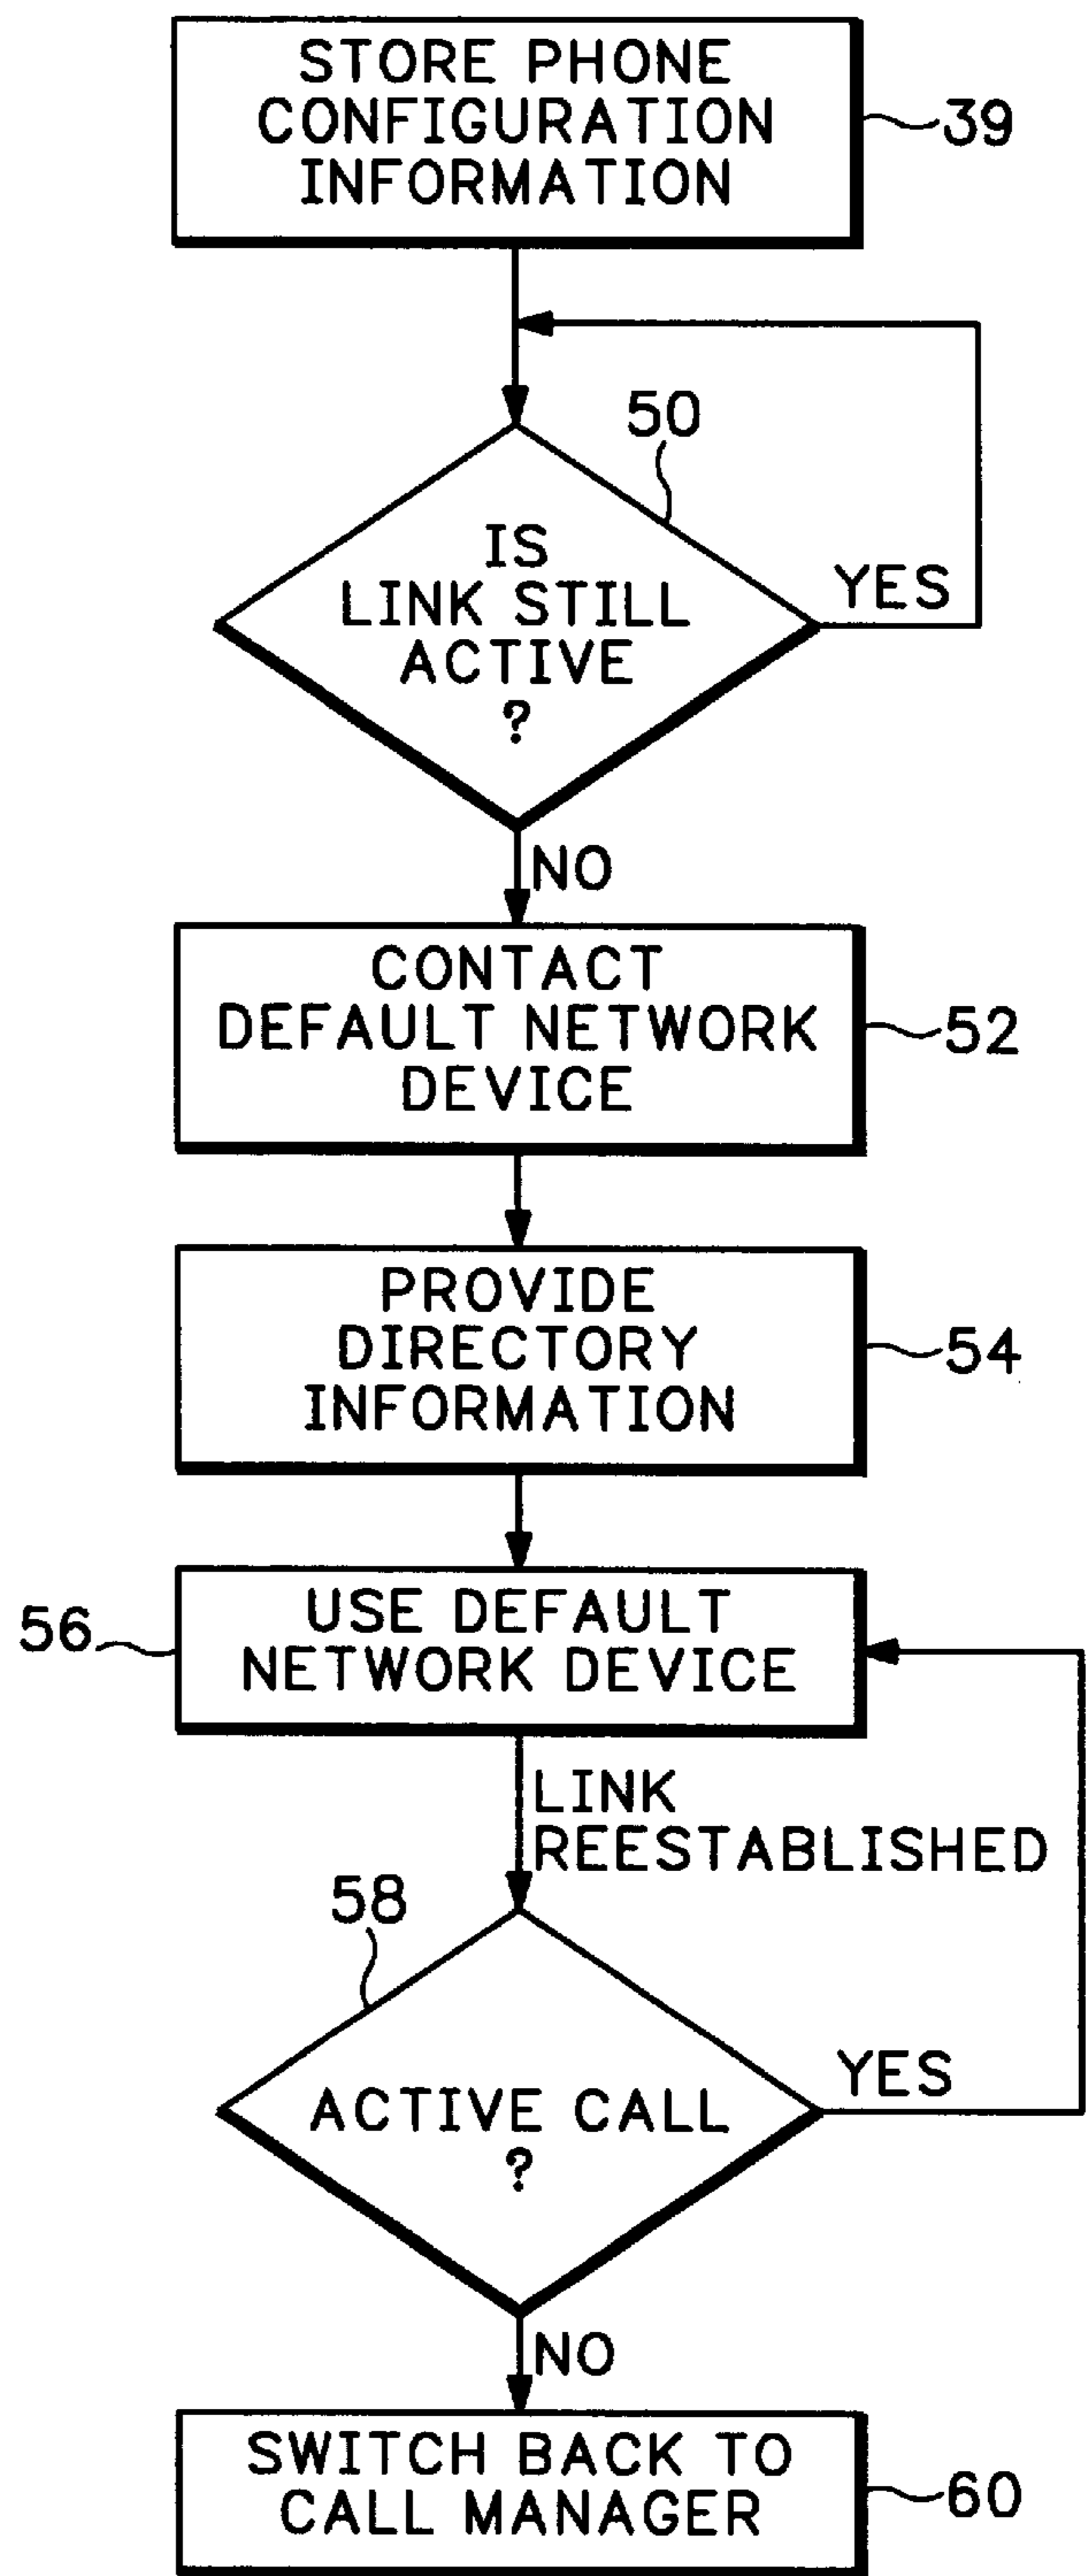 STORE PHONE
CONFIGURATION
INFORMATION
39
50
IS
LINK STILL
ACTIVE
?
YES
NO
CONTACT
DEFAULT NETWORK
DEVICE
52
PROVIDE
DIRECTORY
INFORMATION
54
USE DEFAULT
NETWORK DEVICE
56
LINK
REESTABLISHED
58
ACTIVE CALL
?
YES
NO
SWITCH BACK TO
CALL MANAGER
60